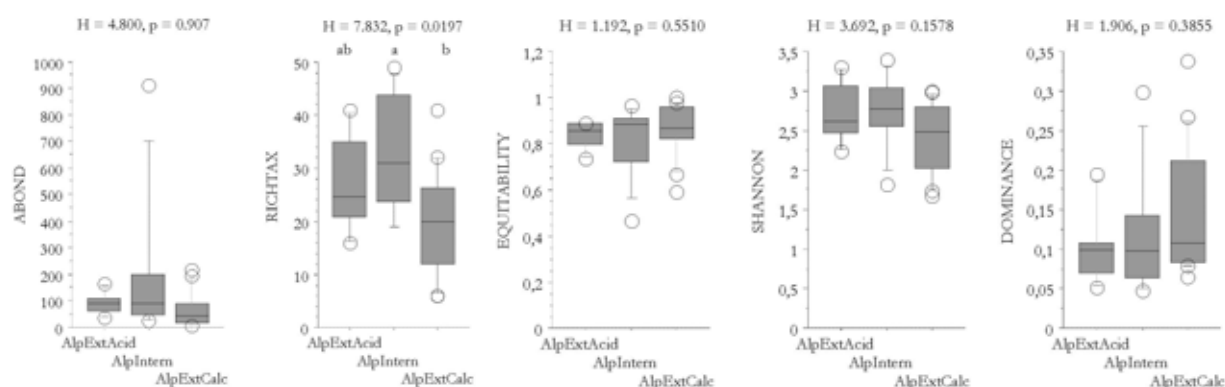 H = 4.800, p = 0.907
H = 7.832, p = 0.0197
H = 1.192, p = 0.5510
H = 3.692, p = 0.1578
H = 1.906, p = 0.3855
ab a b
ABOND
1000
900
800
700
600
500
400
300
200
100
0
RICHTAX
50
40
30
20
10
0
EQUITABILITY
1,2
1
0,8
0,6
0,4
0,2
0
SHANNON
3,5
3
2,5
2
1,5
1
0,5
0
DOMINANCE
0,35
0,3
0,25
0,2
0,15
0,1
0,05
0
AlpExtAcid
AlpIntern
AlpExtCalc
AlpExtAcid
AlpIntern
AlpExtCalc
AlpExtAcid
AlpIntern
AlpExtCalc
AlpExtAcid
AlpIntern
AlpExtCalc
AlpExtAcid
AlpIntern
AlpExtCalc